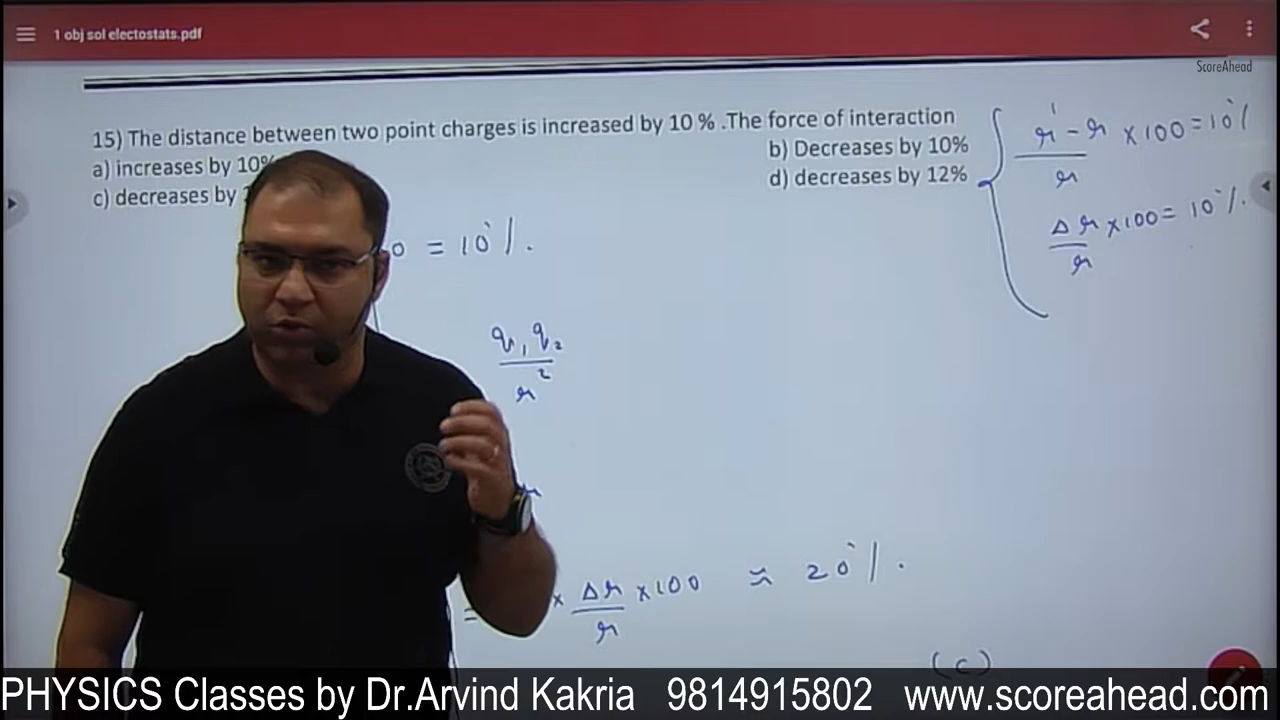 1 obj sol electostats.pdf
ScoreAhead
15) The distance between two point charges is increased by 10 % .The force of interaction
a) increases by 10%
b) Decreases by 10%
c) decreases by
d) decreases by 12%
r' - r / r × 100 = 10%
Δr / r × 100 = 10%.
0 = 10%.
q₁ q₂ / r²
= × Δr / r × 100 ≈ 20%.
(c)
PHYSICS Classes by Dr.Arvind Kakria 9814915802 www.scoreahead.com